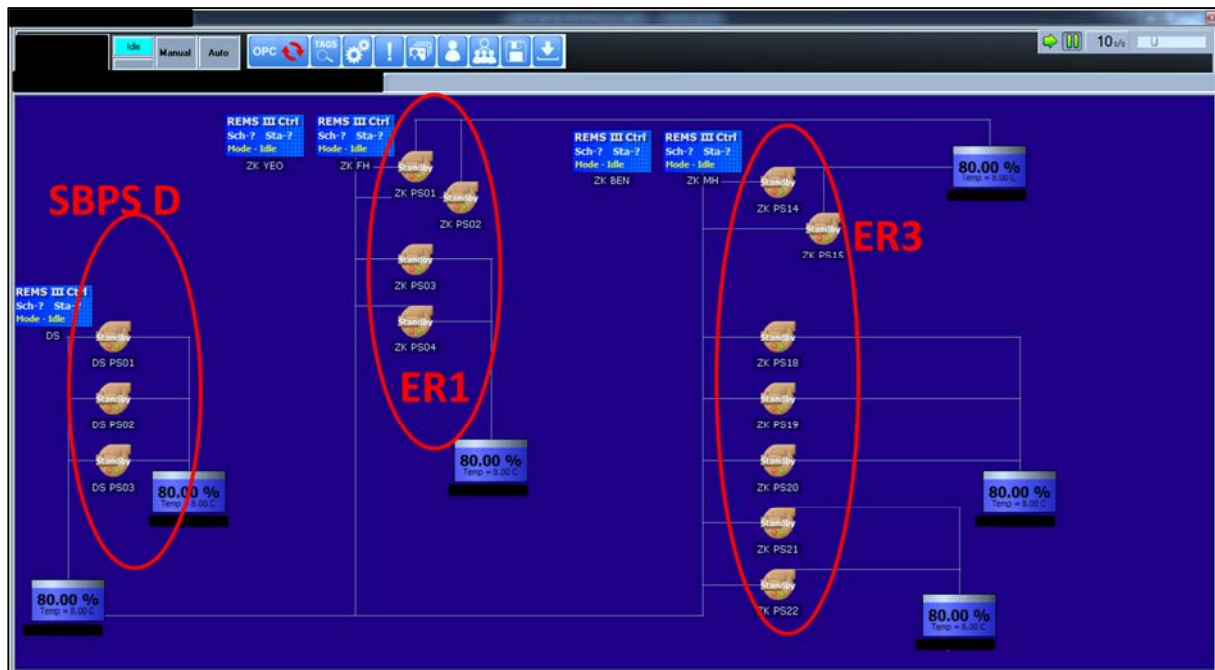 Idle
Manual
Auto
OPC
TAGS
10 s/s
REMS III Ctrl
Sch-? Sta-?
Mode - Idle
ZK YEO
REMS III Ctrl
Sch-? Sta-?
Mode - Idle
ZK FH
Standby
ZK PS01
Standby
ZK PS02
Standby
ZK PS03
Standby
ZK PS04
ER1
80.00 %
Temp = 8.00 C
REMS III Ctrl
Sch-? Sta-?
Mode - Idle
ZK BEN
REMS III Ctrl
Sch-? Sta-?
Mode - Idle
ZK MH
Standby
ZK PS14
Standby
ZK PS15
ER3
80.00 %
Temp = 8.00 C
Standby
ZK PS18
Standby
ZK PS19
Standby
ZK PS20
80.00 %
Temp = 8.00 C
Standby
ZK PS21
Standby
ZK PS22
80.00 %
Temp = 8.00 C
SBPS D
REMS III Ctrl
Sch-? Sta-?
Mode - Idle
DS
Standby
DS PS01
Standby
DS PS02
Standby
DS PS03
80.00 %
Temp = 8.00 C
80.00 %
Temp = 8.00 C